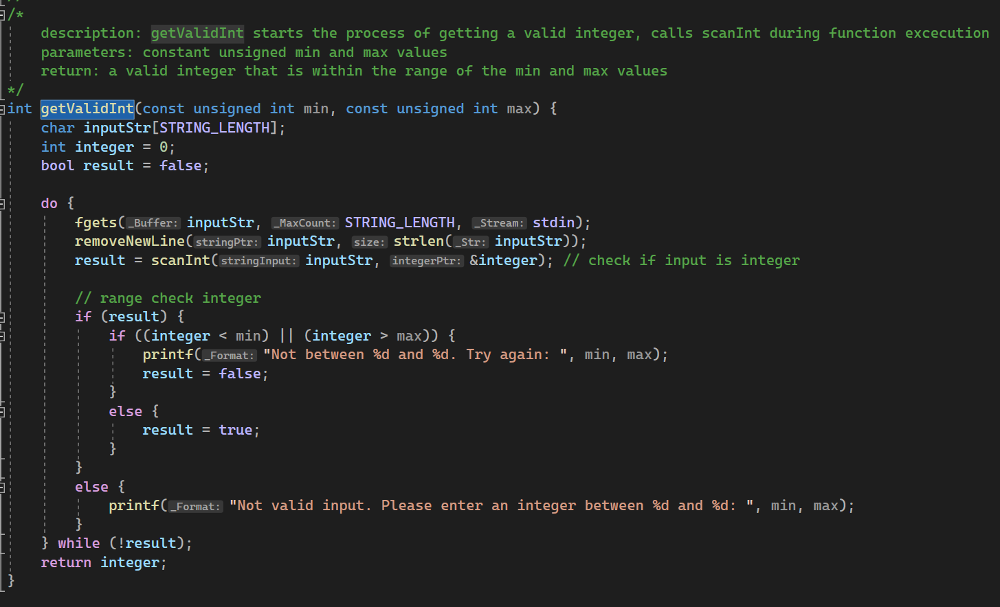 /*
    description: getValidInt starts the process of getting a valid integer, calls scanInt during function excecution
    parameters: constant unsigned min and max values
    return: a valid integer that is within the range of the min and max values
*/
int getValidInt(const unsigned int min, const unsigned int max) {
    char inputStr[STRING_LENGTH];
    int integer = 0;
    bool result = false;

    do {
        fgets(_Buffer: inputStr, _MaxCount: STRING_LENGTH, _Stream: stdin);
        removeNewLine(stringPtr: inputStr, size: strlen(_Str: inputStr));
        result = scanInt(stringInput: inputStr, integerPtr: &integer); // check if input is integer

        // range check integer
        if (result) {
            if ((integer < min) || (integer > max)) {
                printf(_Format: "Not between %d and %d. Try again: ", min, max);
                result = false;
            }
            else {
                result = true;
            }
        }
        else {
            printf(_Format: "Not valid input. Please enter an integer between %d and %d: ", min, max);
        }
    } while (!result);
    return integer;
}